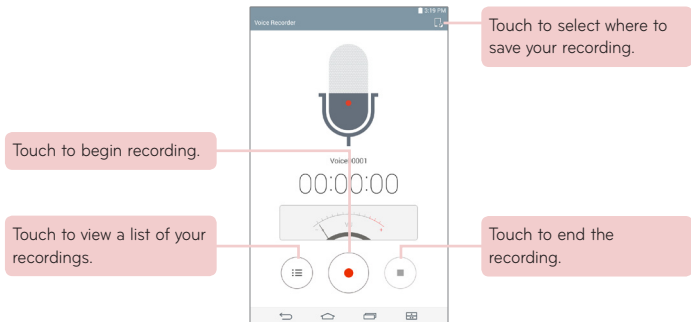 3:19 PM
Voice Recorder
Touch to select where to
save your recording.
Touch to begin recording.
Voice 0001
00:00:00
Touch to view a list of your
recordings.
Touch to end the
recording.